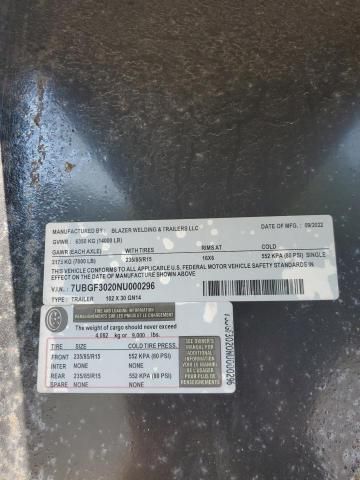 MANUFACTURED BY: BLAZER WELDING & TRAILERS LLC DATE OF MFG: 09/2022
GVWR: 6350 KG (14000 LB)
GAWR (EACH AXLE) WITH TIRES RIMS AT COLD
3175 KG (7000 LB) 235/85/R15 16X6 552 KPA (80 PSI) SINGLE
THIS VEHICLE CONFORMS TO ALL APPLICABLE U.S. FEDERAL MOTOR VEHICLE SAFETY STANDARDS IN
EFFECT ON THE DATE OF MANUFACTURE SHOWN ABOVE.
V.I.N.: 7UBGF3020NU000296
TYPE: TRAILER 102 X 30 GN14
TIRE AND LOADING INFORMATION
The weight of cargo should never exceed
4,082 kg or 9,000 lbs.
TIRE SIZE COLD TIRE PRESS.
FRONT 235/85/R15 552 KPA (80 PSI)
INTER NONE NONE
REAR 235/85/R15 552 KPA (80 PSI)
SPARE NONE NONE
SEE OWNER'S
MANUAL FOR
ADDITIONAL
INFORMATION
7UBGF3020NU000296